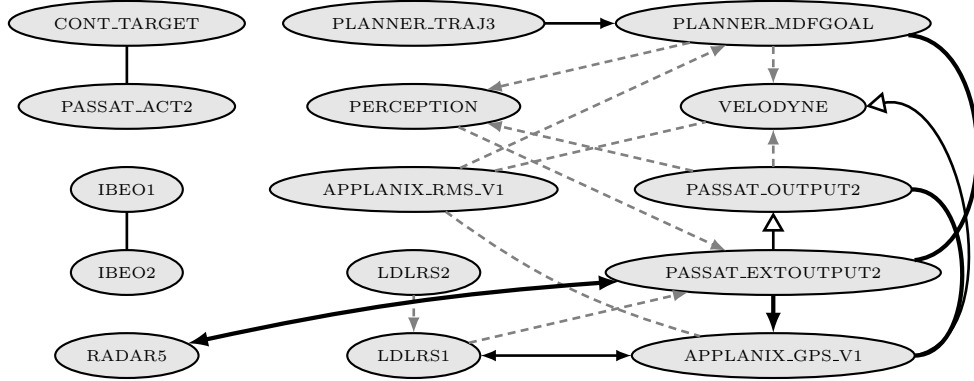 CONT_TARGET
PLANNER_TRAJ3
PLANNER_MDFGOAL
PASSAT_ACT2
PERCEPTION
VELODYNE
IBEO1
APPLANIX_RMS_V1
PASSAT_OUTPUT2
IBEO2
LDLRS2
PASSAT_EXTOUTPUT2
RADAR5
LDLRS1
APPLANIX_GPS_V1